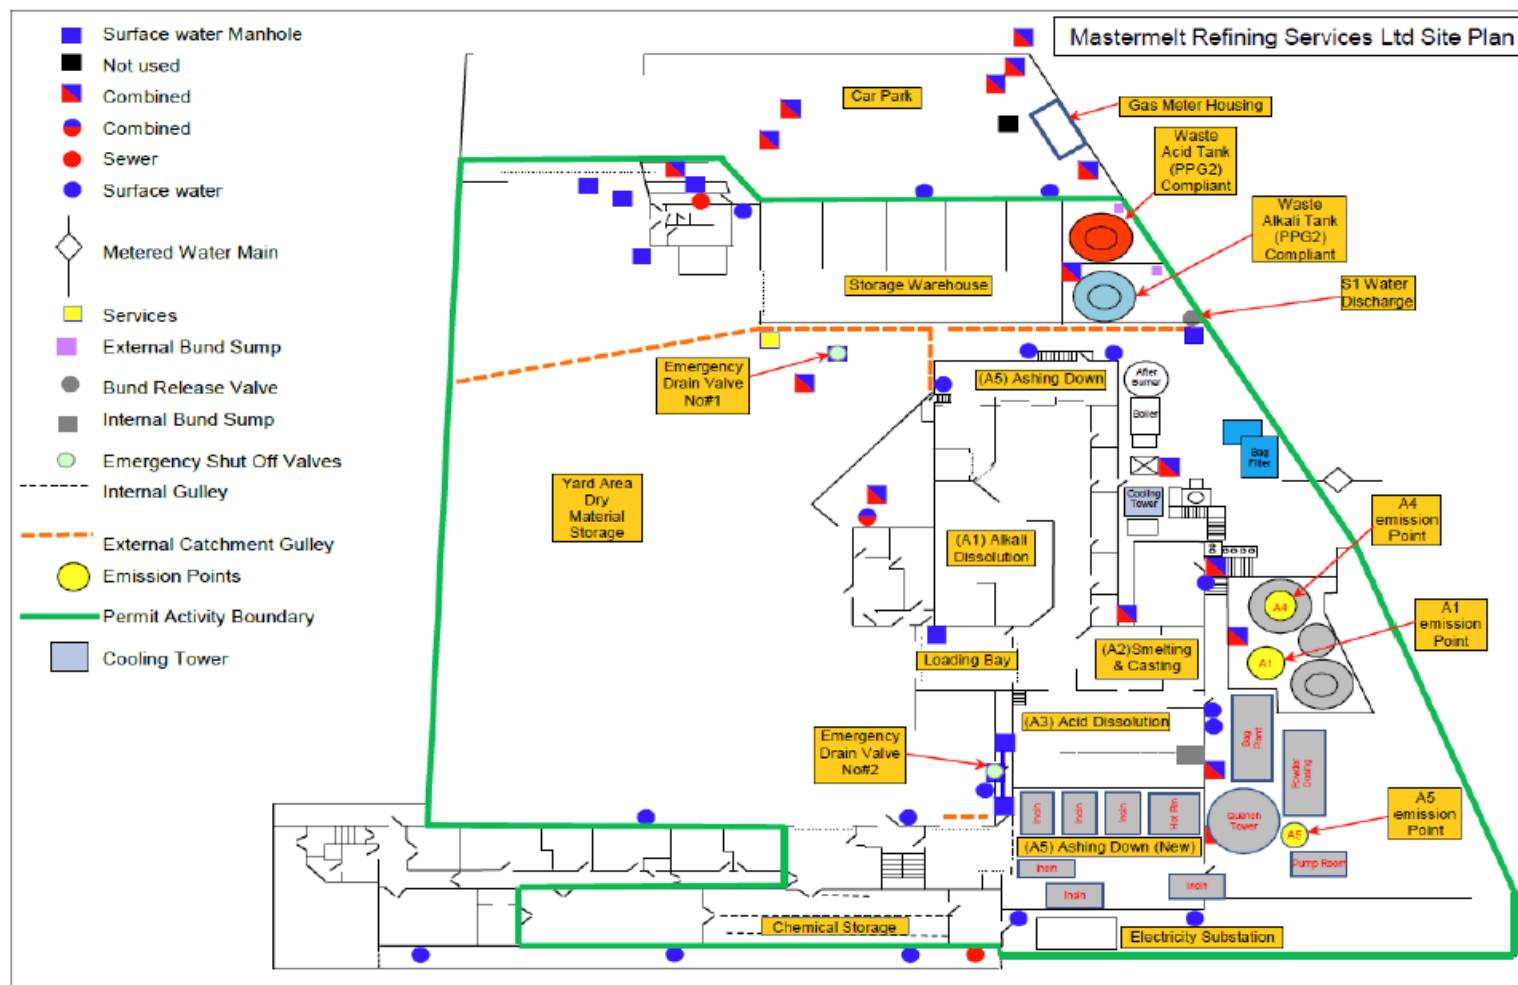 Mastermelt Refining Services Ltd Site Plan
Surface water Manhole
Not used
Combined
Combined
Sewer
Surface water
Metered Water Main
Services
External Bund Sump
Bund Release Valve
Internal Bund Sump
Emergency Shut Off Valves
Internal Gulley
External Catchment Gulley
Emission Points
Permit Activity Boundary
Cooling Tower
Car Park
Gas Meter Housing
Waste
Acid Tank
(PPG2)
Compliant
Waste
Alkali Tank
(PPG2)
Compliant
S1 Water
Discharge
Storage Warehouse
Emergency
Drain Valve
No#1
(A5) Ashing Down
After
Burner
Boiler
Bag
Filter
Cooling
Tower
Yard Area
Dry
Material
Storage
(A1) Alkali
Dissolution
A4
emission
Point
A4
A1
emission
Point
A1
Loading Bay
(A2)Smelting
& Casting
(A3) Acid Dissolution
Emergency
Drain Valve
No#2
Bag
Plant
Powder
Dosing
A5
emission
Point
A5
Incin
Incin
Incin
Hot Pan
Quench
Tower
(A5) Ashing Down (New)
Pump Room
Incin
Incin
Incin
Chemical Storage
Electricity Substation